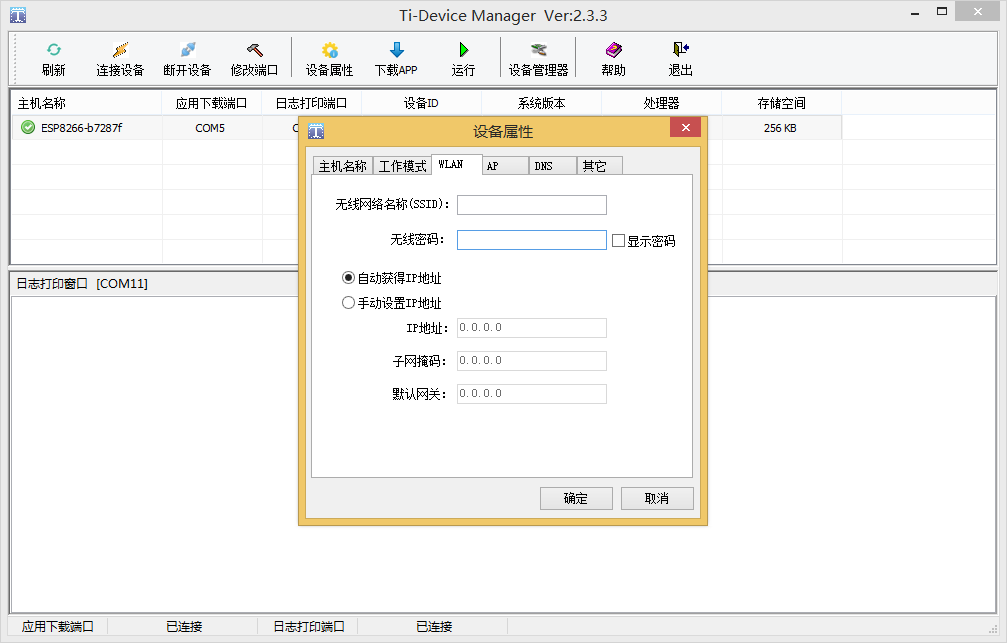 Ti-Device Manager Ver:2.3.3
刷新 连接设备 断开设备 修改端口 设备属性 下载APP 运行 设备管理器 帮助 退出
主机名称 应用下载端口 日志打印端口 设备ID 系统版本 处理器 存储空间
ESP8266-b7287f COM5 C 256 KB
设备属性
主机名称 工作模式 WLAN AP DNS 其它
无线网络名称(SSID):
无线密码: 显示密码
自动获得IP地址
手动设置IP地址
IP地址: 0.0.0.0
子网掩码: 0.0.0.0
默认网关: 0.0.0.0
确定 取消
日志打印窗口 [COM11]
应用下载端口 已连接 日志打印端口 已连接